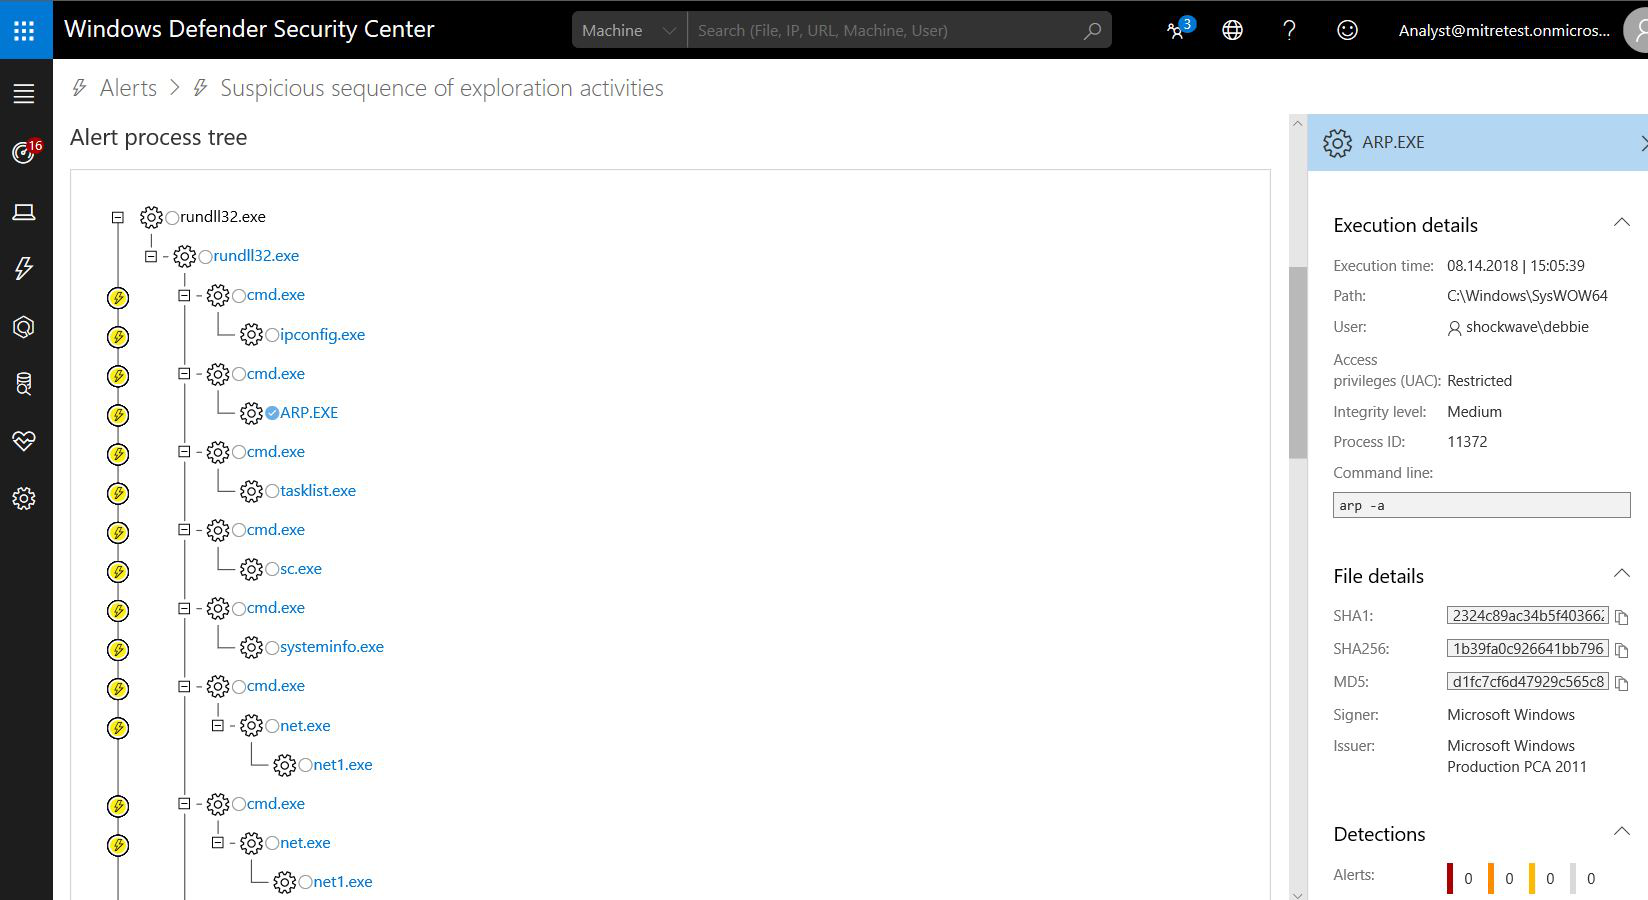 Windows Defender Security Center
Machine
Search (File, IP, URL, Machine, User)
3
?
Analyst@mitretest.onmicros...
Alerts > Suspicious sequence of exploration activities
16
Alert process tree
rundll32.exe
rundll32.exe
cmd.exe
ipconfig.exe
cmd.exe
ARP.EXE
cmd.exe
tasklist.exe
cmd.exe
sc.exe
cmd.exe
systeminfo.exe
cmd.exe
net.exe
net1.exe
cmd.exe
net.exe
net1.exe
ARP.EXE
Execution details
Execution time: 08.14.2018 | 15:05:39
Path: C:\Windows\SysWOW64
User: shockwave\debbie
Access
privileges (UAC): Restricted
Integrity level: Medium
Process ID: 11372
Command line:
arp -a
File details
SHA1: 2324c89ac34b5f40366
SHA256: 1b39fa0c926641bb796
MD5: d1fc7cf6d47929c565c8
Signer: Microsoft Windows
Issuer: Microsoft Windows
Production PCA 2011
Detections
Alerts: 0 0 0 0